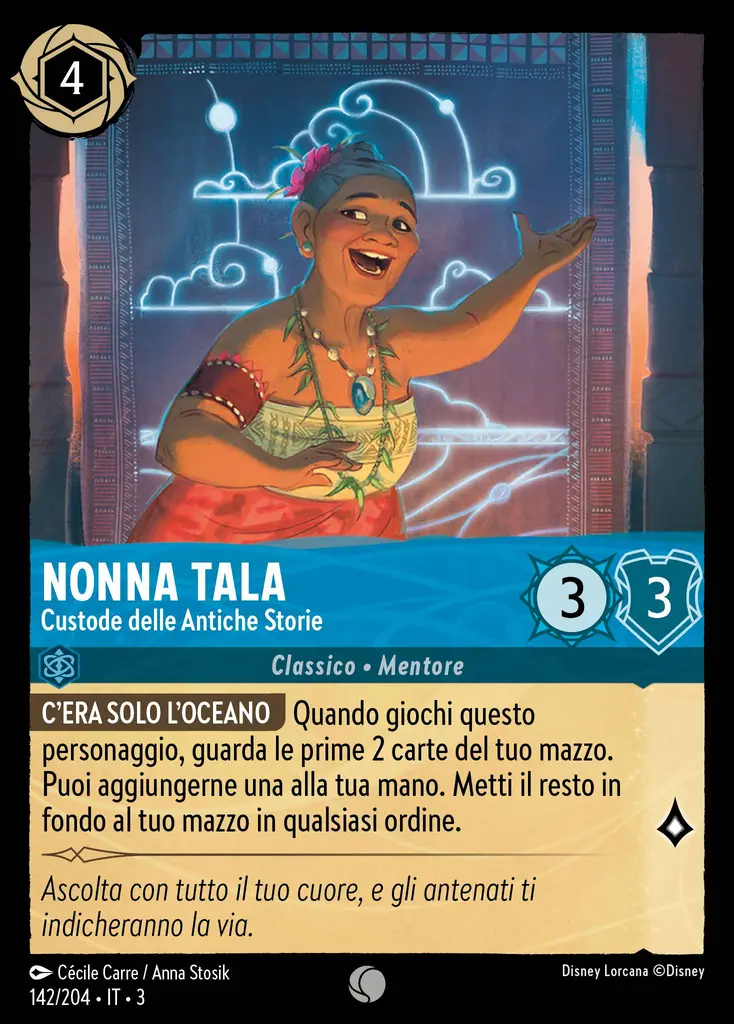 4
NONNA TALA
Custode delle Antiche Storie
3
3
Classico • Mentore
C'ERA SOLO L'OCEANO Quando giochi questo
personaggio, guarda le prime 2 carte del tuo mazzo.
Puoi aggiungerne una alla tua mano. Metti il resto in
fondo al tuo mazzo in qualsiasi ordine.
Ascolta con tutto il tuo cuore, e gli antenati ti
indicheranno la via.
Cécile Carre / Anna Stosik
Disney Lorcana ©Disney
142/204 • IT • 3